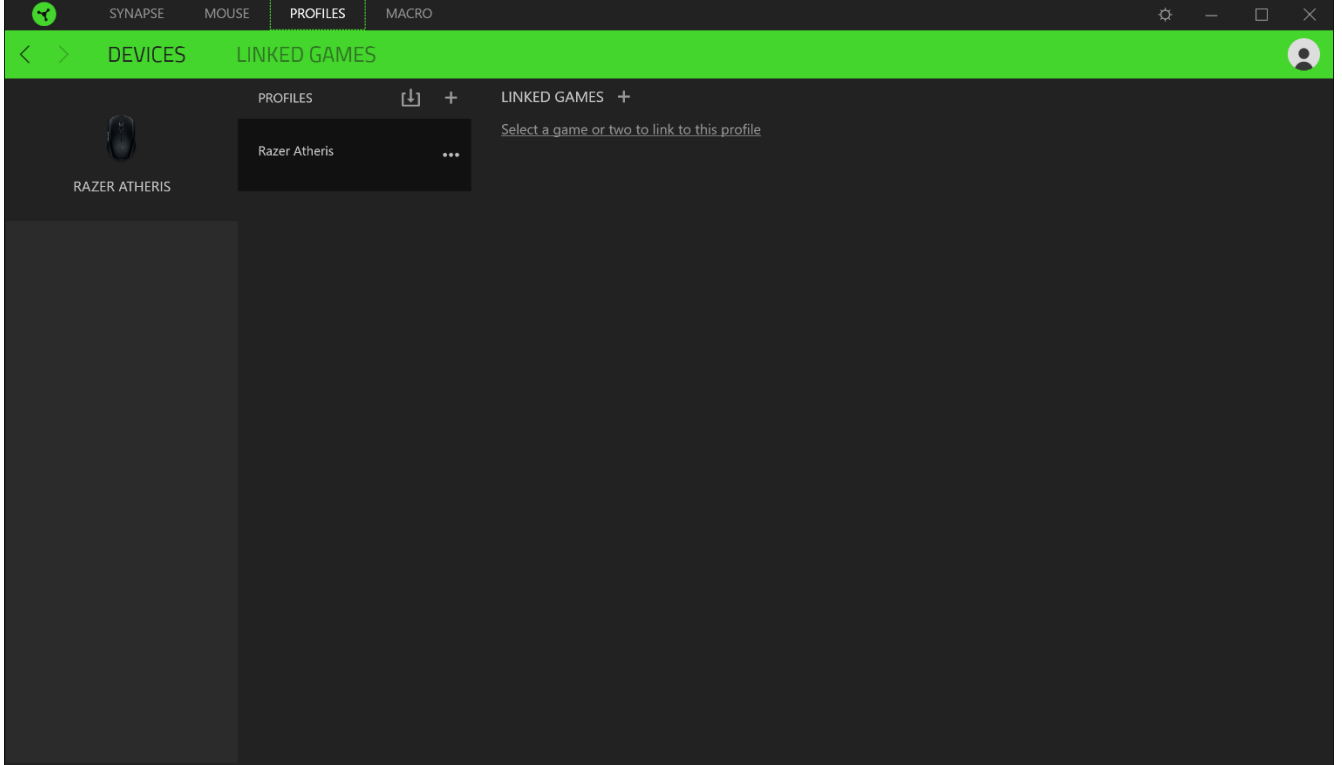 SYNAPSE MOUSE PROFILES MACRO
DEVICES LINKED GAMES
RAZER ATHERIS
PROFILES
Razer Atheris
LINKED GAMES
Select a game or two to link to this profile